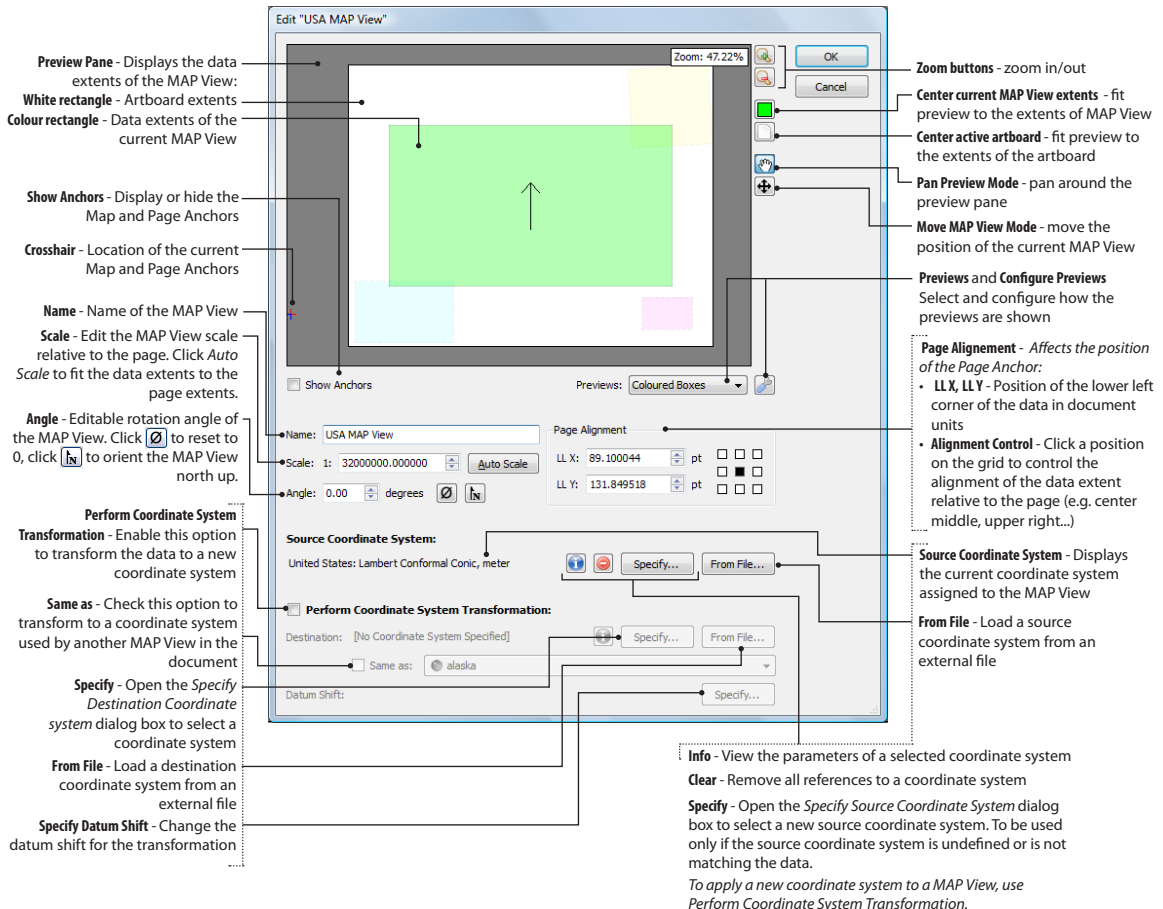 Edit "USA MAP View"
Preview Pane - Displays the data
extents of the MAP View:
White rectangle - Artboard extents
Colour rectangle - Data extents of the
current MAP View
Show Anchors - Display or hide the
Map and Page Anchors
Crosshair - Location of the current
Map and Page Anchors
Name - Name of the MAP View
Scale - Edit the MAP View scale
relative to the page. Click Auto
Scale to fit the data extents to the
page extents.
Angle - Editable rotation angle of
the MAP View. Click Ø to reset to
0, click N to orient the MAP View
north up.
Perform Coordinate System
Transformation - Enable this option
to transform the data to a new
coordinate system
Same as - Check this option to
transform to a coordinate system
used by another MAP View in the
document
Specify - Open the Specify
Destination Coordinate
system dialog box to select a
coordinate system
From File - Load a destination
coordinate system from an
external file
Specify Datum Shift - Change the
datum shift for the transformation
Zoom: 47.22%
OK
Cancel
Show Anchors
Previews: Coloured Boxes
Name: USA MAP View
Scale: 1: 32000000.000000 Auto Scale
Angle: 0.00 degrees Ø N
Page Alignment
LL X: 89.100044 pt
LL Y: 131.849518 pt
Source Coordinate System:
United States: Lambert Conformal Conic, meter
Specify... From File...
Perform Coordinate System Transformation:
Destination: [No Coordinate System Specified] Specify... From File...
Same as: alaska
Datum Shift: Specify...
Zoom buttons - zoom in/out
Center current MAP View extents - fit
preview to the extents of MAP View
Center active artboard - fit preview to
the extents of the artboard
Pan Preview Mode - pan around the
preview pane
Move MAP View Mode - move the
position of the current MAP View
Previews and Configure Previews
Select and configure how the
previews are shown
Page Alignement - Affects the position
of the Page Anchor:
• LL X, LL Y - Position of the lower left
corner of the data in document
units
• Alignment Control - Click a position
on the grid to control the
alignment of the data extent
relative to the page (e.g. center
middle, upper right...)
Source Coordinate System - Displays
the current coordinate system
assigned to the MAP View
From File - Load a source
coordinate system from an
external file
Info - View the parameters of a selected coordinate system
Clear - Remove all references to a coordinate system
Specify - Open the Specify Source Coordinate System dialog
box to select a new source coordinate system. To be used
only if the source coordinate system is undefined or is not
matching the data.
To apply a new coordinate system to a MAP View, use
Perform Coordinate System Transformation.